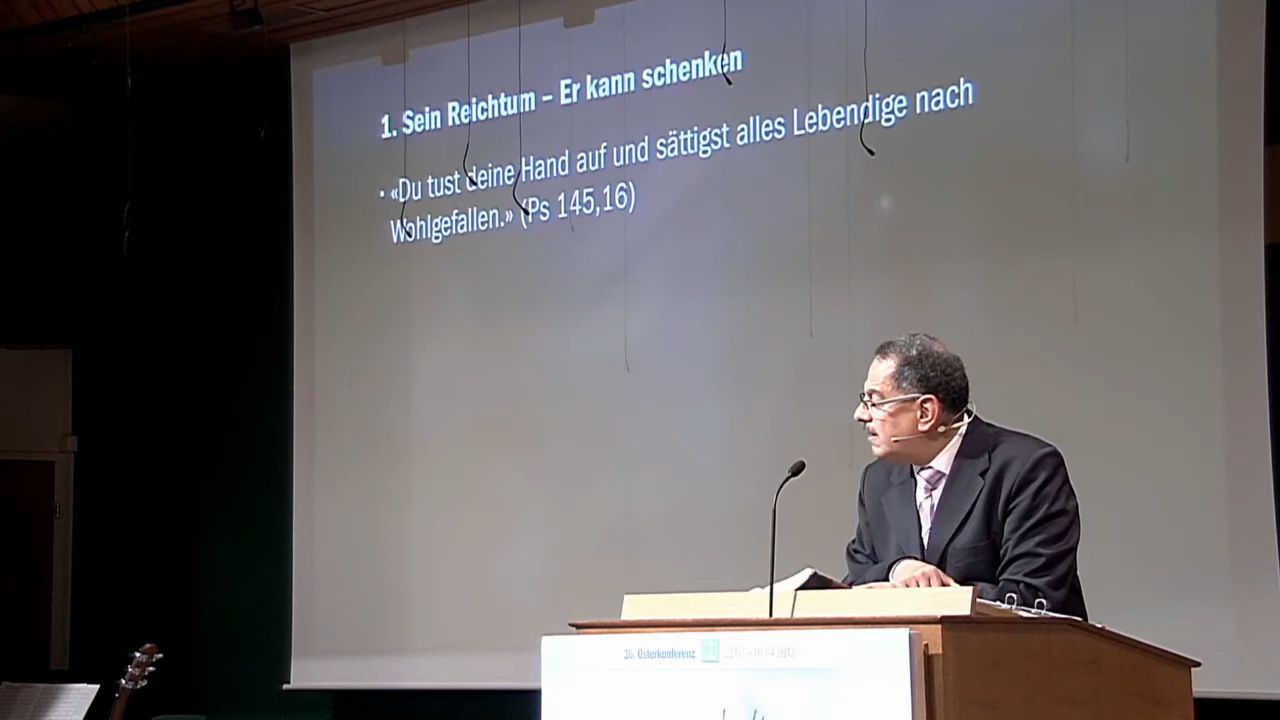 1. Sein Reichtum – Er kann schenken
• «Du tust deine Hand auf und sättigst alles Lebendige nach
Wohlgefallen.» (Ps 145,16)
36. Osterkonferenz